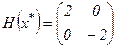 H(x*) = (2 0
0 −2)